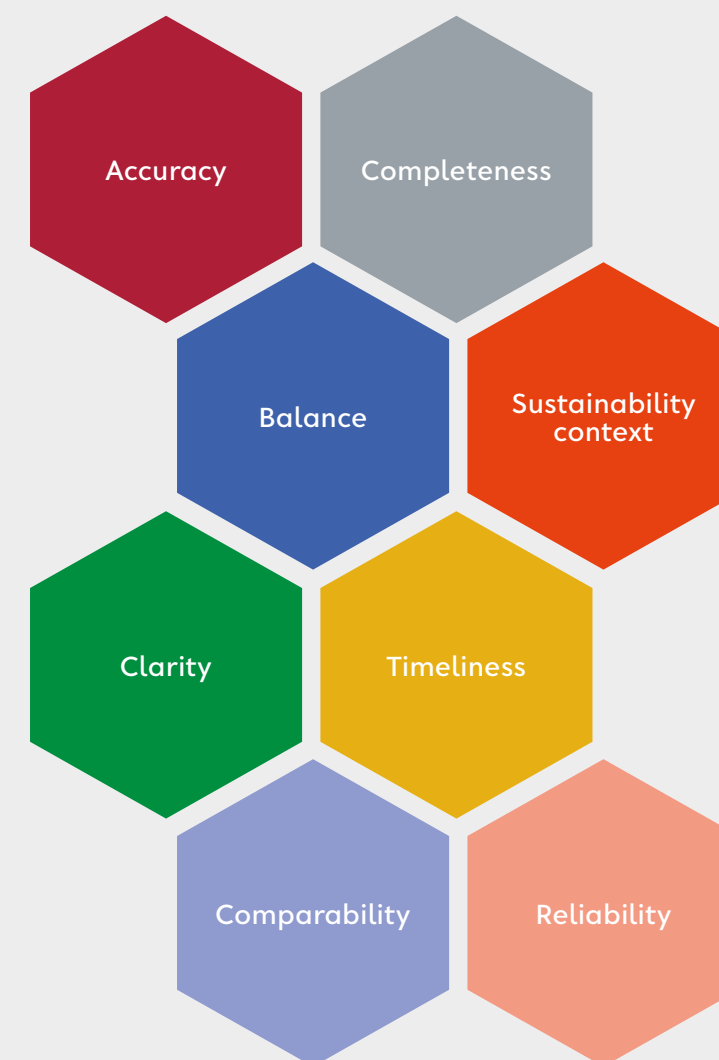 Accuracy
Completeness
Balance
Sustainability
context
Clarity
Timeliness
Comparability
Reliability